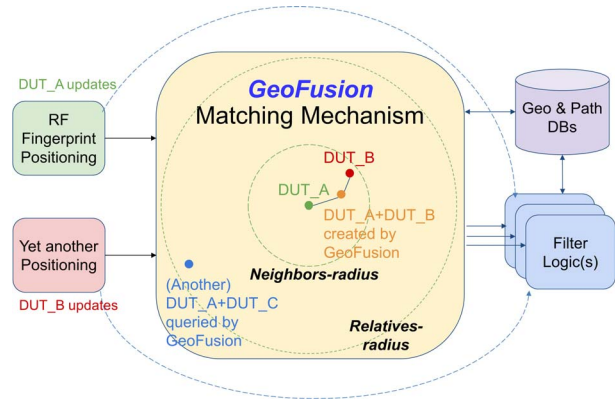 DUT_A updates
RF
Fingerprint
Positioning
Yet another
Positioning
DUT_B updates
GeoFusion
Matching Mechanism
DUT_B
DUT_A
DUT_A+DUT_B
created by
GeoFusion
Neighbors-radius
(Another)
DUT_A+DUT_C
queried by
GeoFusion
Relatives-
radius
Geo & Path
DBs
Filter
Logic(s)